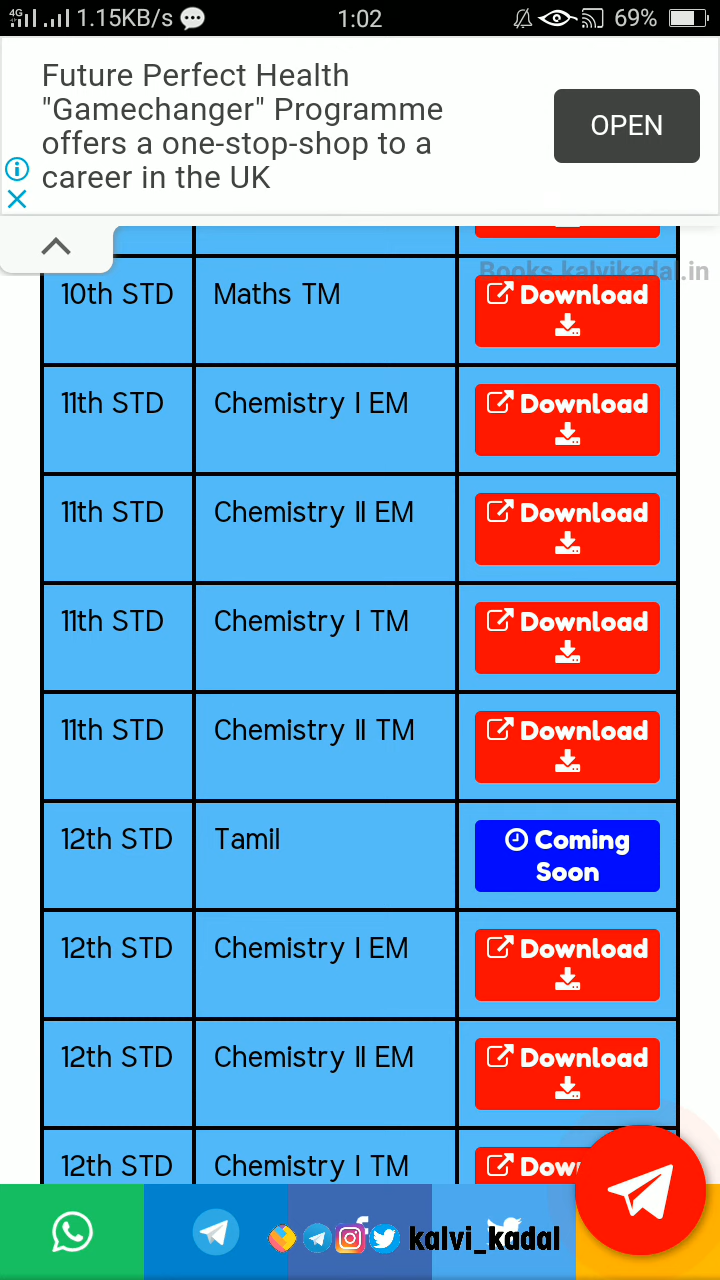 4G 1.15KB/s 1:02 69%
Future Perfect Health
"Gamechanger" Programme
offers a one-stop-shop to a
career in the UK
OPEN
Books.kalvikadal.in
10th STD Maths TM Download
11th STD Chemistry I EM Download
11th STD Chemistry II EM Download
11th STD Chemistry I TM Download
11th STD Chemistry II TM Download
12th STD Tamil Coming
Soon
12th STD Chemistry I EM Download
12th STD Chemistry II EM Download
12th STD Chemistry I TM Down
kalvi_kadal